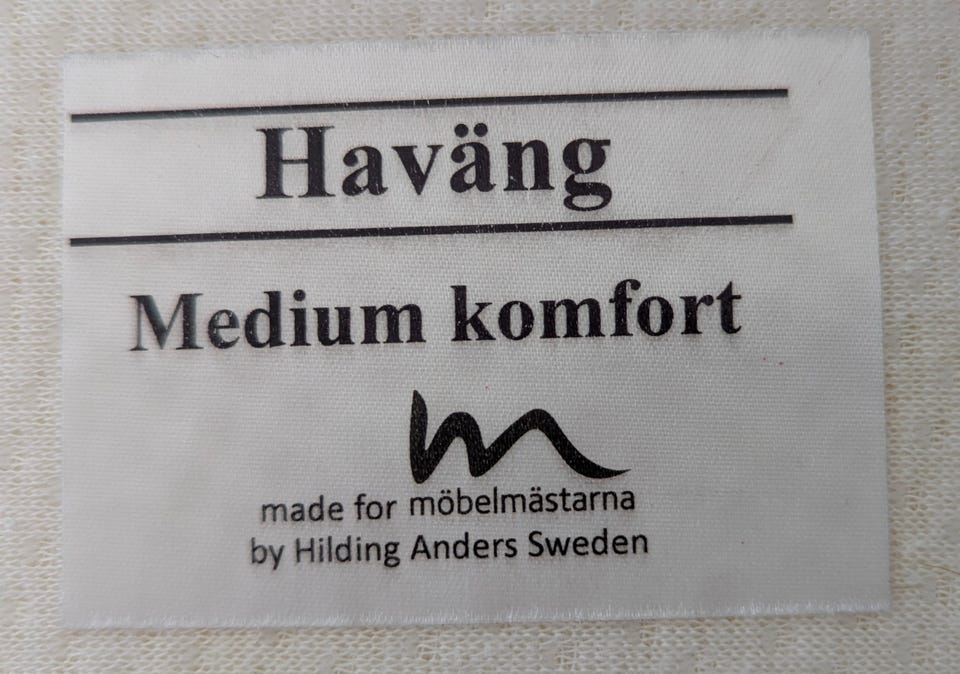 Haväng
Medium komfort
m
made for möbelmästarna
by Hilding Anders Sweden